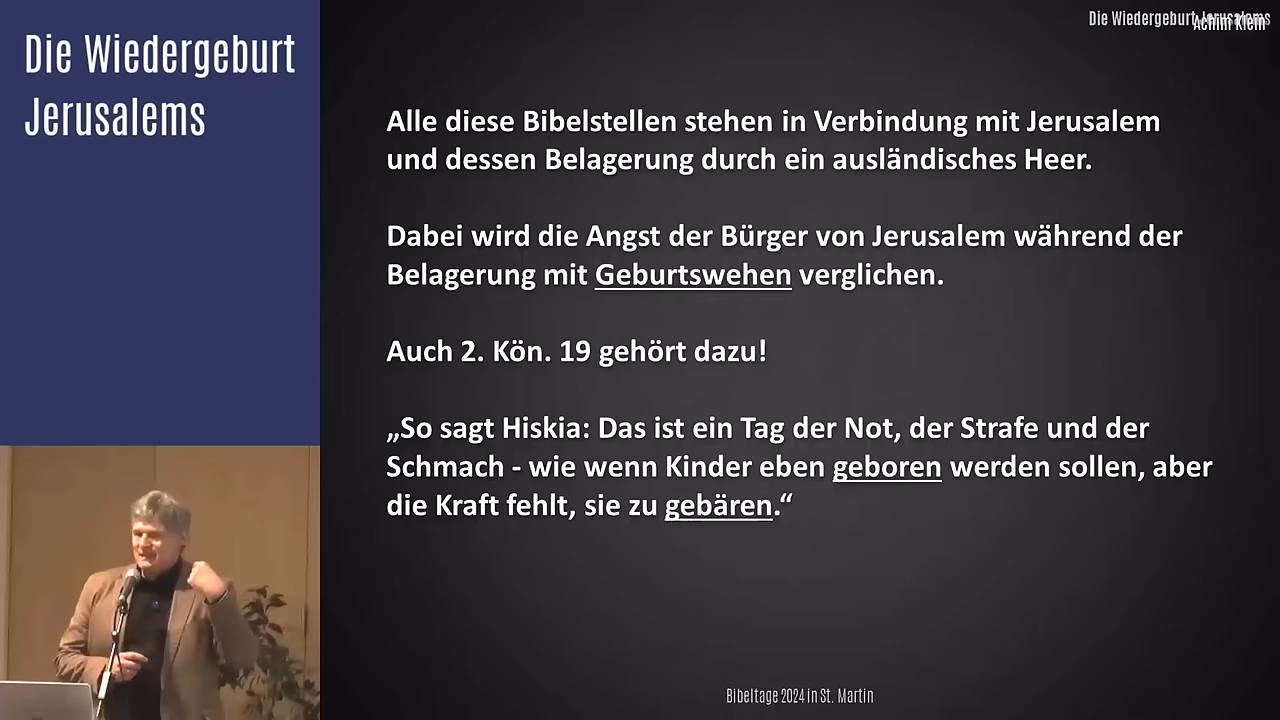 Die Wiedergeburt
Jerusalems
Die Wiedergeburt Jerusalems
Achim Klein
Alle diese Bibelstellen stehen in Verbindung mit Jerusalem
und dessen Belagerung durch ein ausländisches Heer.
Dabei wird die Angst der Bürger von Jerusalem während der
Belagerung mit Geburtswehen verglichen.
Auch 2. Kön. 19 gehört dazu!
„So sagt Hiskia: Das ist ein Tag der Not, der Strafe und der
Schmach - wie wenn Kinder eben geboren werden sollen, aber
die Kraft fehlt, sie zu gebären.“
Bibeltage 2024 in St. Martin